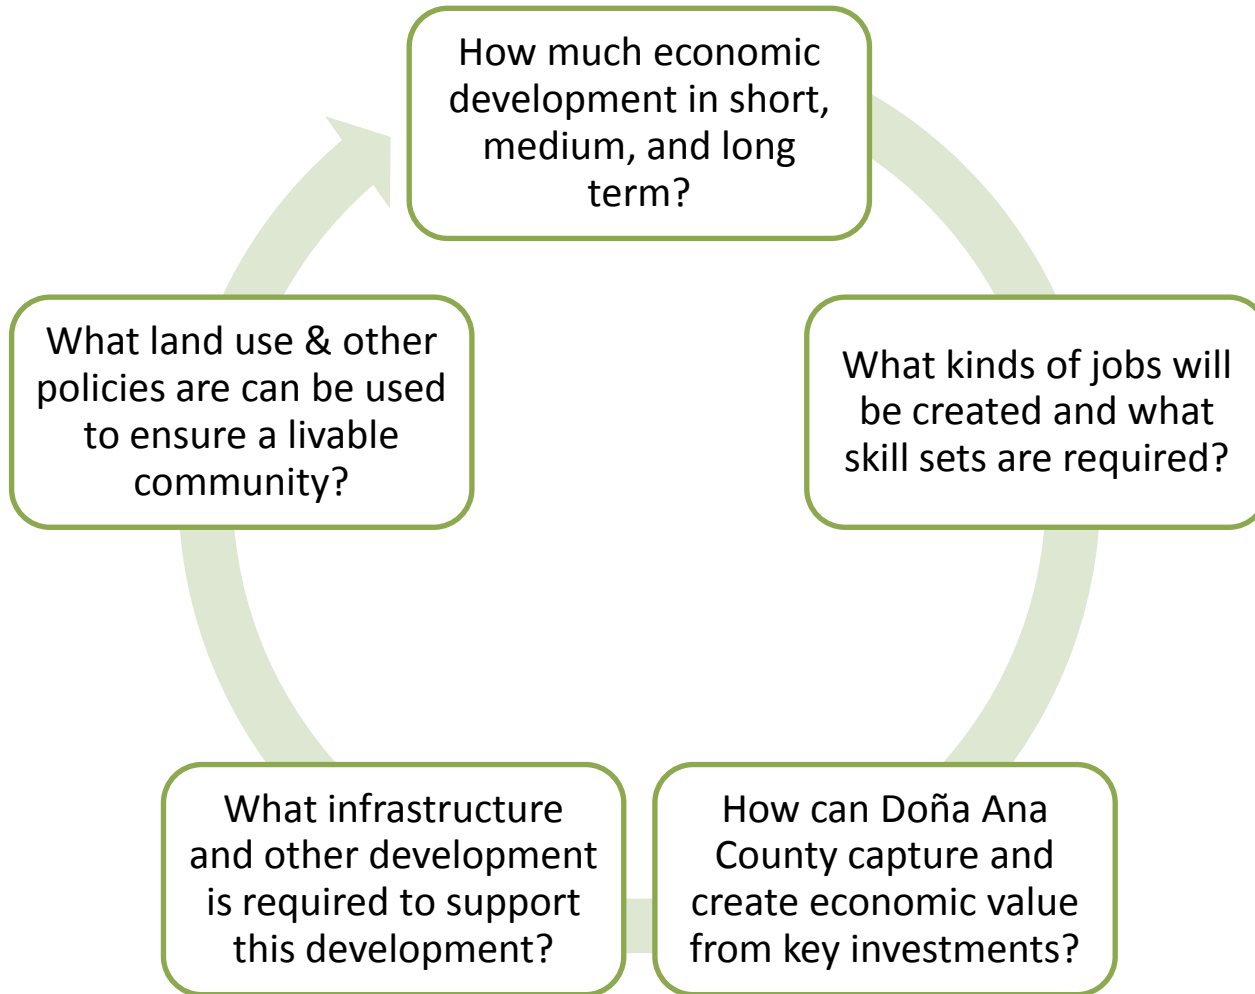 How much economic
development in short,
medium, and long
term?
What kinds of jobs will
be created and what
skill sets are required?
How can Doña Ana
County capture and
create economic value
from key investments?
What infrastructure
and other development
is required to support
this development?
What land use & other
policies are can be used
to ensure a livable
community?